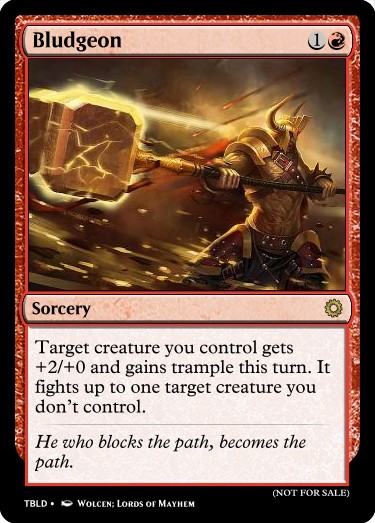 Bludgeon 1
Sorcery
Target creature you control gets
+2/+0 and gains trample this turn. It
fights up to one target creature you
don't control.
He who blocks the path, becomes the
path.
TBLD • Wolcen; Lords of Mayhem
(NOT FOR SALE)